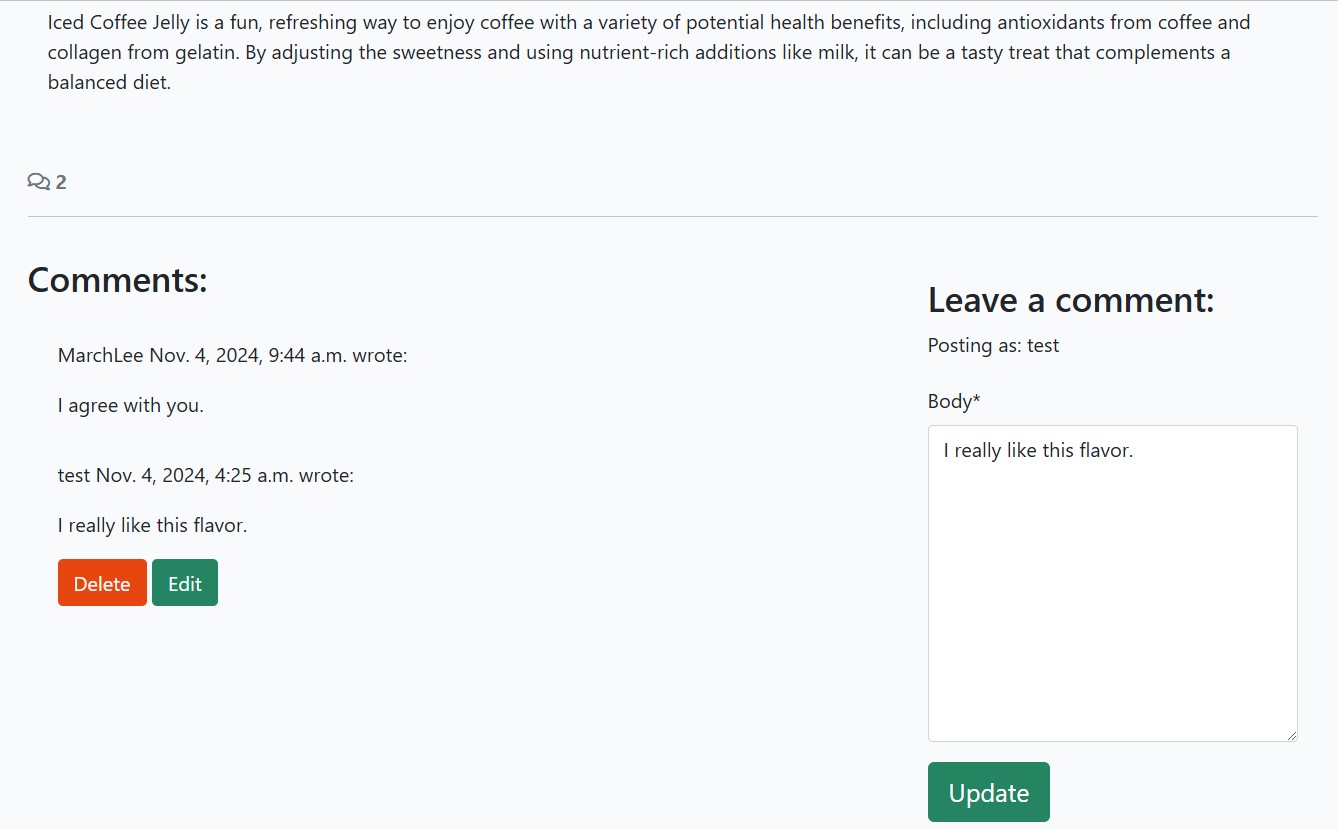 Iced Coffee Jelly is a fun, refreshing way to enjoy coffee with a variety of potential health benefits, including antioxidants from coffee and
collagen from gelatin. By adjusting the sweetness and using nutrient-rich additions like milk, it can be a tasty treat that complements a
balanced diet.
2
Comments:
MarchLee Nov. 4, 2024, 9:44 a.m. wrote:
I agree with you.
test Nov. 4, 2024, 4:25 a.m. wrote:
I really like this flavor.
Delete Edit
Leave a comment:
Posting as: test
Body*
I really like this flavor.
Update